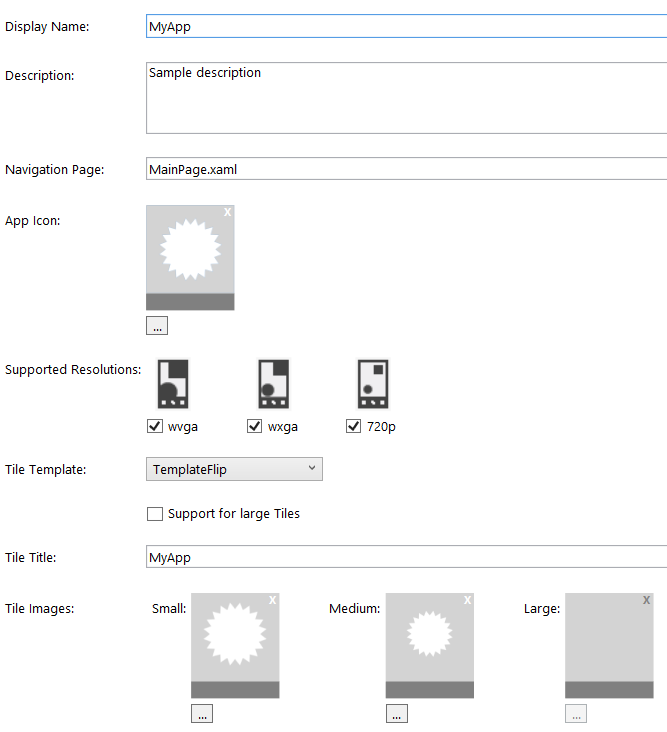 Display Name: MyApp
Description: Sample description
Navigation Page: MainPage.xaml
App Icon: X
...
Supported Resolutions:
wvga wxga 720p
Tile Template: TemplateFlip
Support for large Tiles
Tile Title: MyApp
Tile Images: Small: X Medium: X Large: X
... ... ...